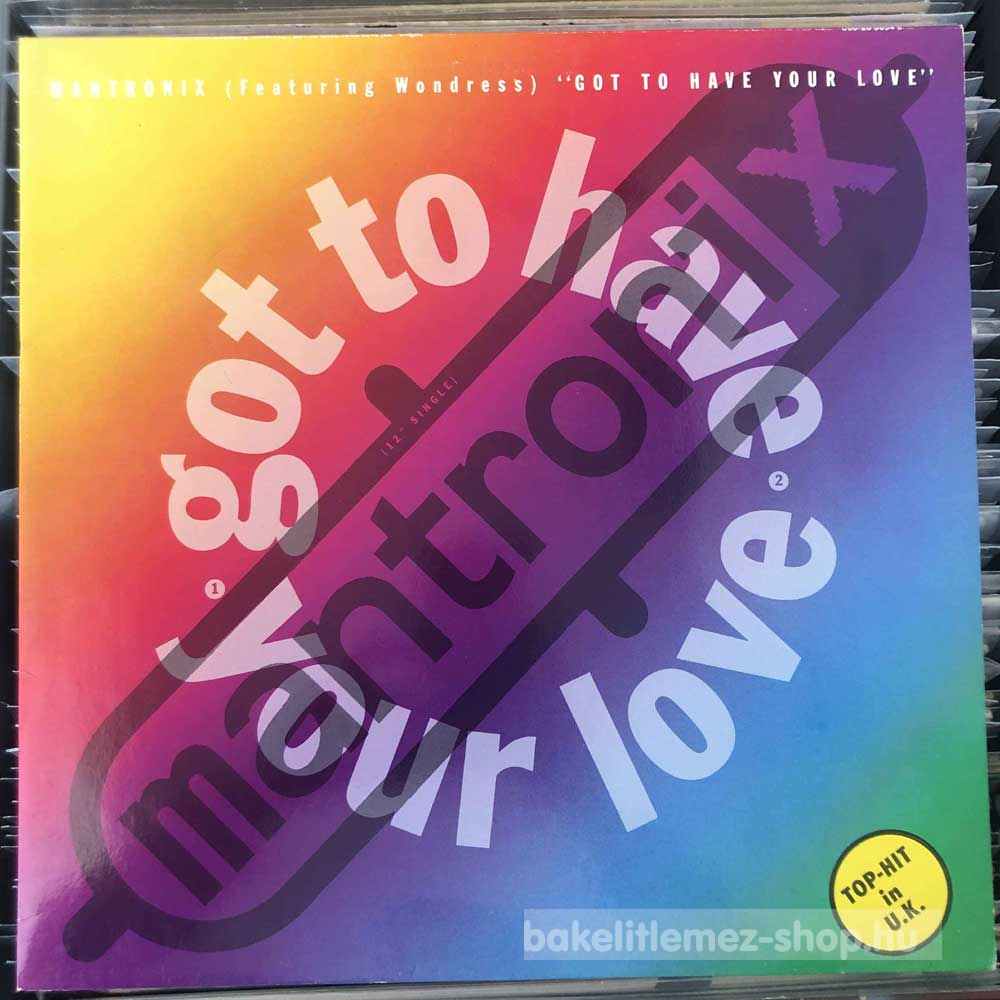 MANTRONIX (Featuring Wondress) “GOT TO HAVE YOUR LOVE”
got to have
your love
1
2
(12" SINGLE)
mantronix
TOP-HIT
in
U.K.
bakelitlemez-shop.hu